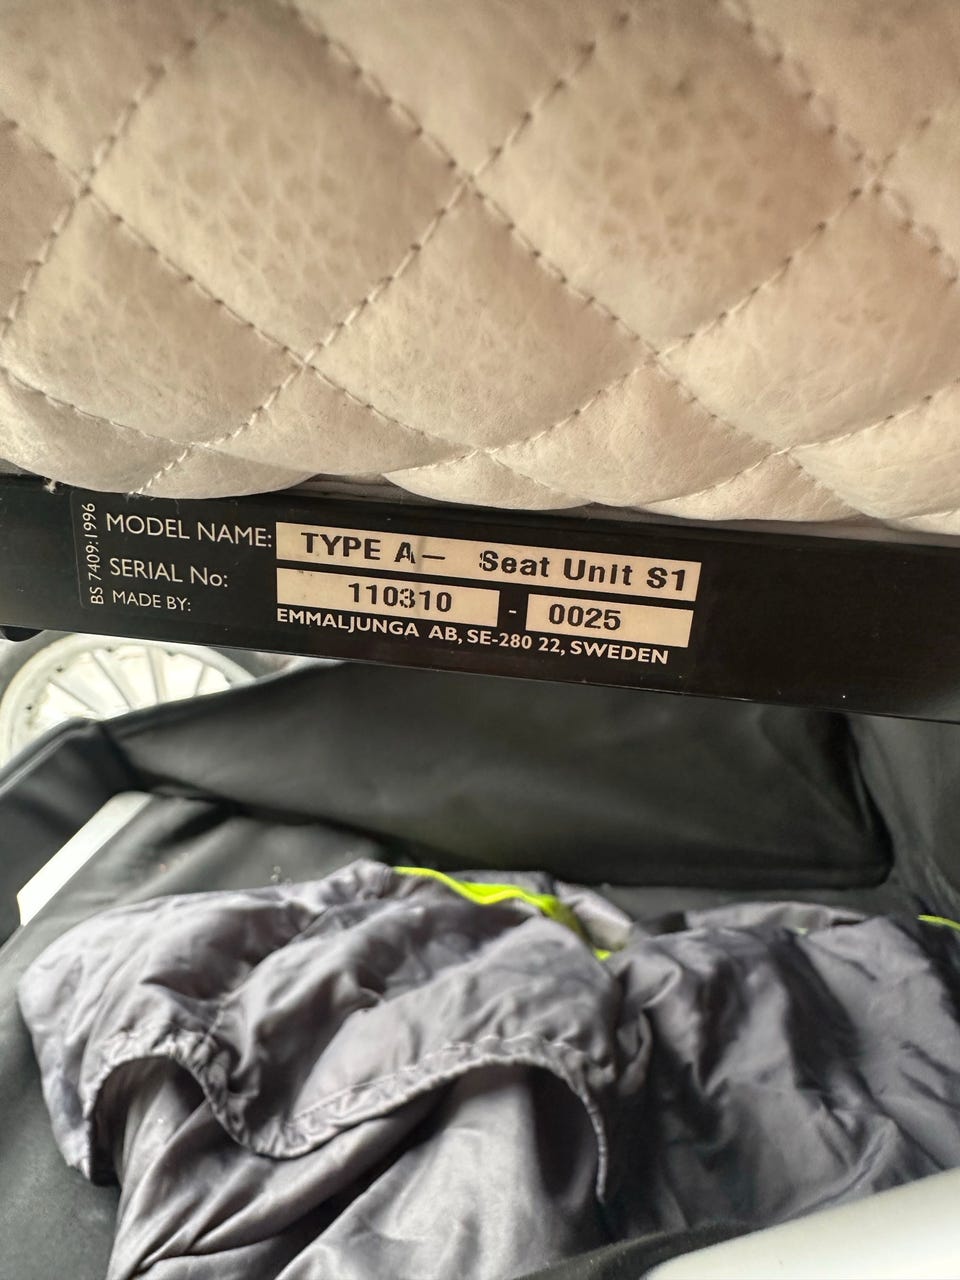 BS 7409:1996
MODEL NAME: TYPE A — Seat Unit S1
SERIAL No: 110310 - 0025
MADE BY: EMMALJUNGA AB, SE-280 22, SWEDEN